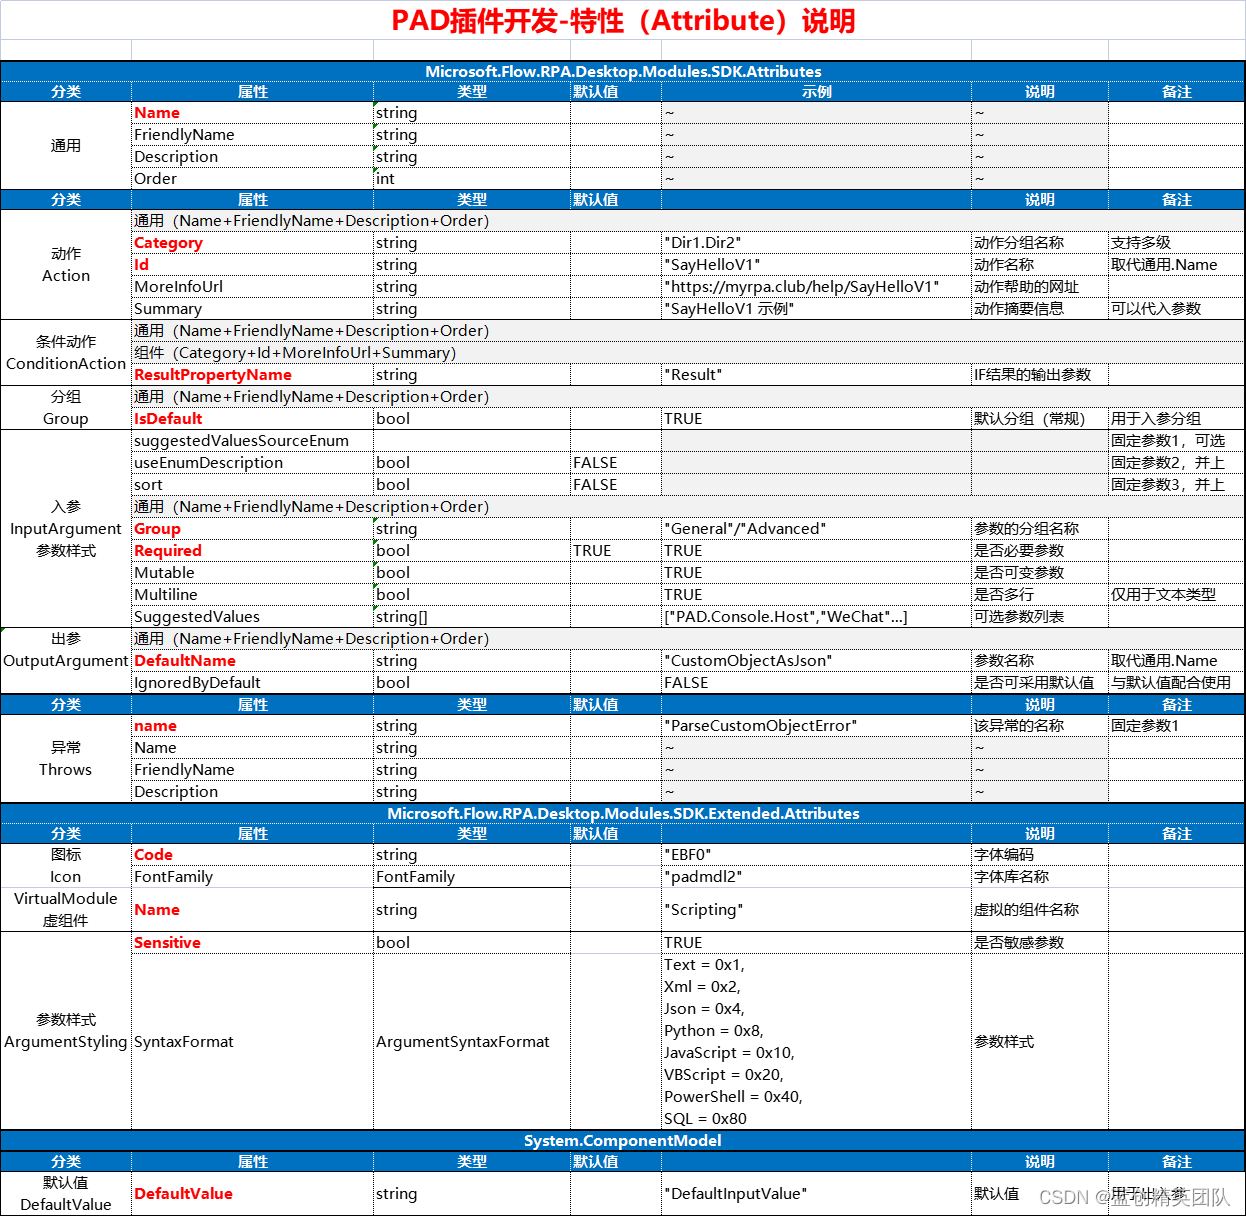 PAD插件开发-特性（Attribute）说明
Microsoft.Flow.RPA.Desktop.Modules.SDK.Attributes
分类 属性 类型 默认值 示例 说明 备注
通用
Name string ~ ~
FriendlyName string ~ ~
Description string ~ ~
Order int ~ ~
分类 属性 类型 默认值 说明 备注
动作
Action
通用（Name+FriendlyName+Description+Order）
Category string "Dir1.Dir2" 动作分组名称 支持多级
Id string "SayHelloV1" 动作名称 取代通用.Name
MoreInfoUrl string "https://myrpa.club/help/SayHelloV1" 动作帮助的网址
Summary string "SayHelloV1 示例" 动作摘要信息 可以代入参数
条件动作
ConditionAction
通用（Name+FriendlyName+Description+Order）
组件（Category+Id+MoreInfoUrl+Summary）
ResultPropertyName string "Result" IF结果的输出参数
分组
Group
通用（Name+FriendlyName+Description+Order）
IsDefault bool TRUE 默认分组（常规） 用于入参分组
入参
InputArgument
参数样式
suggestedValuesSourceEnum 固定参数1，可选
useEnumDescription bool FALSE 固定参数2，并上
sort bool FALSE 固定参数3，并上
通用（Name+FriendlyName+Description+Order）
Group string "General"/"Advanced" 参数的分组名称
Required bool TRUE TRUE 是否必要参数
Mutable bool TRUE 是否可变参数
Multiline bool TRUE 是否多行 仅用于文本类型
SuggestedValues string[] ["PAD.Console.Host","WeChat"...] 可选参数列表
出参
OutputArgument
通用（Name+FriendlyName+Description+Order）
DefaultName string "CustomObjectAsJson" 参数名称 取代通用.Name
IgnoredByDefault bool FALSE 是否可采用默认值 与默认值配合使用
分类 属性 类型 默认值 说明 备注
异常
Throws
name string "ParseCustomObjectError" 该异常的名称 固定参数1
Name string ~ ~
FriendlyName string ~ ~
Description string ~ ~
Microsoft.Flow.RPA.Desktop.Modules.SDK.Extended.Attributes
分类 属性 类型 默认值 说明 备注
图标
Icon
Code string "EBF0" 字体编码
FontFamily FontFamily "padmdl2" 字体库名称
VirtualModule
虚组件
Name string "Scripting" 虚拟的组件名称
参数样式
ArgumentStyling
Sensitive bool TRUE 是否敏感参数
SyntaxFormat ArgumentSyntaxFormat
Text = 0x1,
Xml = 0x2,
Json = 0x4,
Python = 0x8,
JavaScript = 0x10,
VBScript = 0x20,
PowerShell = 0x40,
SQL = 0x80
参数样式
System.ComponentModel
分类 属性 类型 默认值 说明 备注
默认值
DefaultValue
DefaultValue string "DefaultInputValue" 默认值 用于出入参
CSDN @蓝创精英团队